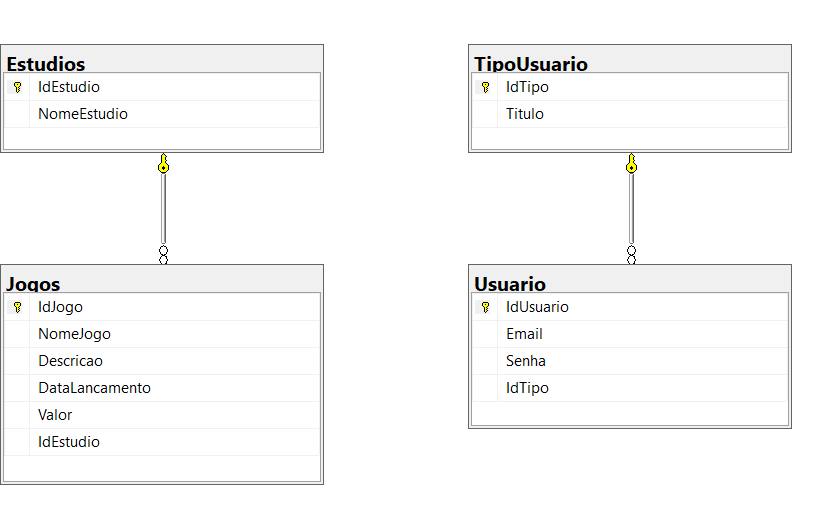 Estudios
IdEstudio
NomeEstudio
TipoUsuario
IdTipo
Titulo
Jogos
IdJogo
NomeJogo
Descricao
DataLancamento
Valor
IdEstudio
Usuario
IdUsuario
Email
Senha
IdTipo